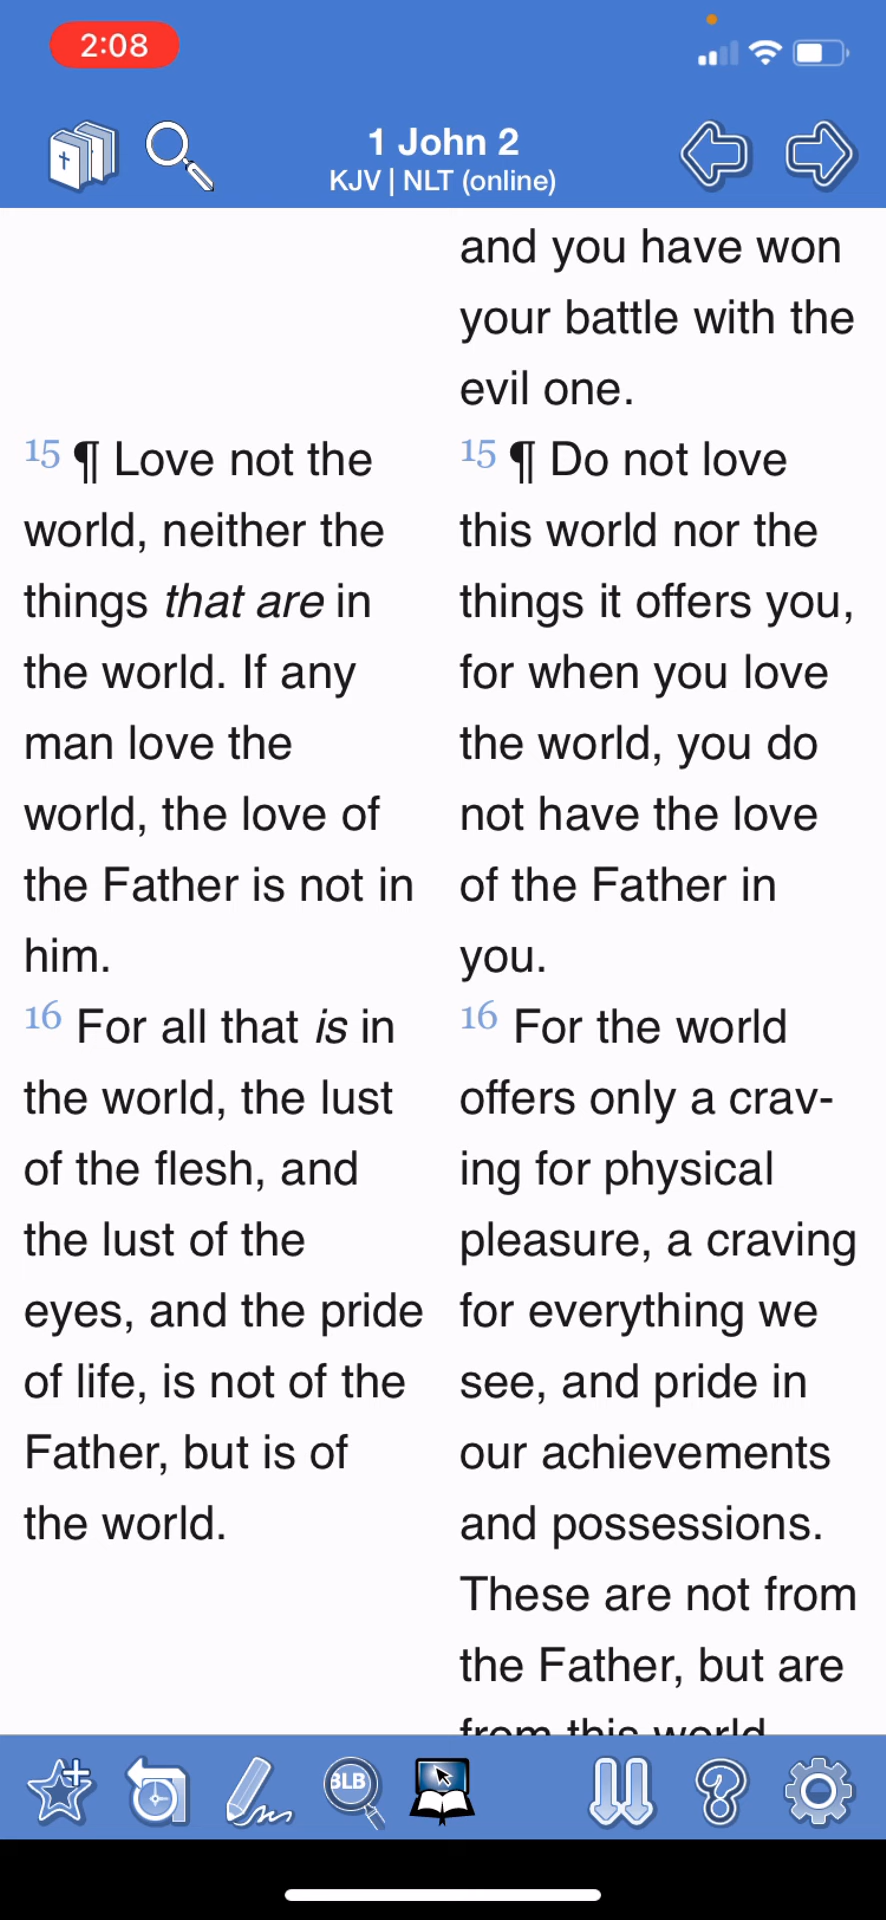 2:08
1 John 2
KJV | NLT (online)
and you have won
your battle with the
evil one.
15 ¶ Love not the
world, neither the
things that are in
the world. If any
man love the
world, the love of
the Father is not in
him.
16 For all that is in
the world, the lust
of the flesh, and
the lust of the
eyes, and the pride
of life, is not of the
Father, but is of
the world.
15 ¶ Do not love
this world nor the
things it offers you,
for when you love
the world, you do
not have the love
of the Father in
you.
16 For the world
offers only a crav-
ing for physical
pleasure, a craving
for everything we
see, and pride in
our achievements
and possessions.
These are not from
the Father, but are
from this world
BLB